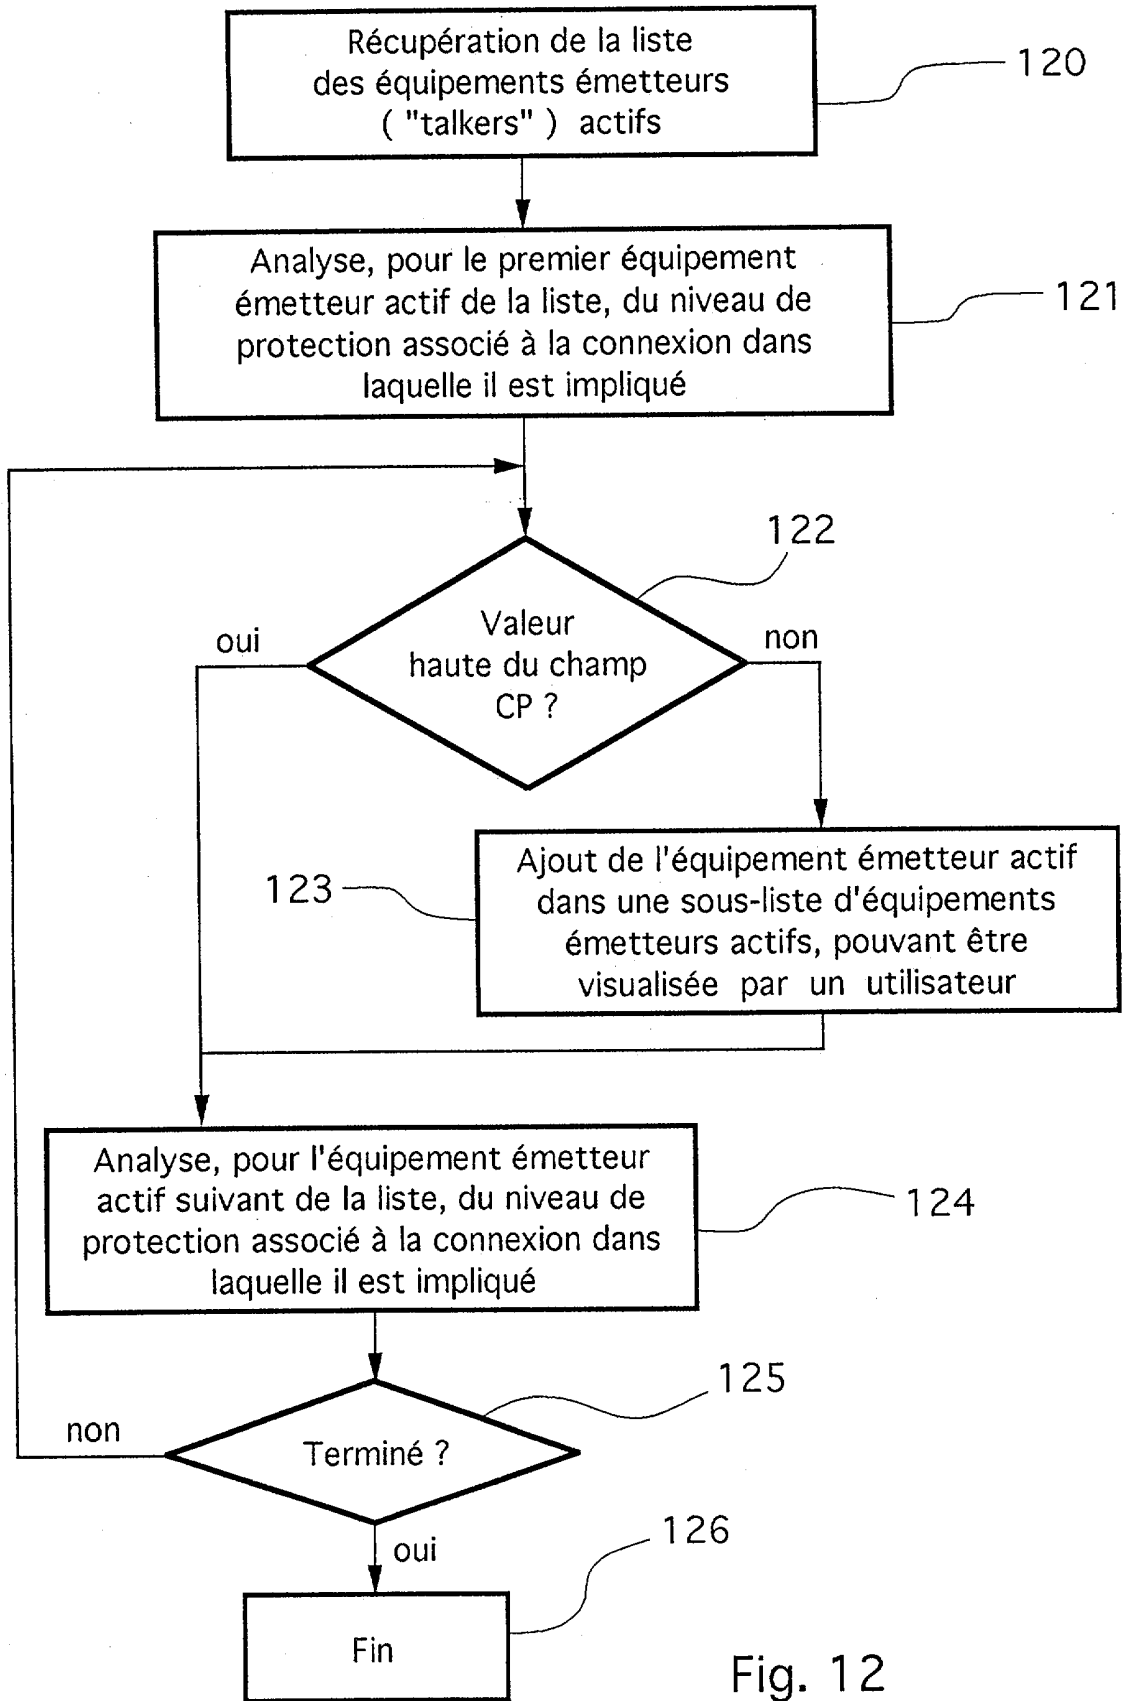 Récupération de la liste
des équipements émetteurs
( "talkers" ) actifs
120
Analyse, pour le premier équipement
émetteur actif de la liste, du niveau de
protection associé à la connexion dans
laquelle il est impliqué
121
122
Valeur
haute du champ
CP ?
oui
non
Ajout de l'équipement émetteur actif
dans une sous-liste d'équipements
émetteurs actifs, pouvant être
visualisée par un utilisateur
123
Analyse, pour l'équipement émetteur
actif suivant de la liste, du niveau de
protection associé à la connexion dans
laquelle il est impliqué
124
125
Terminé ?
non
oui
126
Fin
Fig. 12